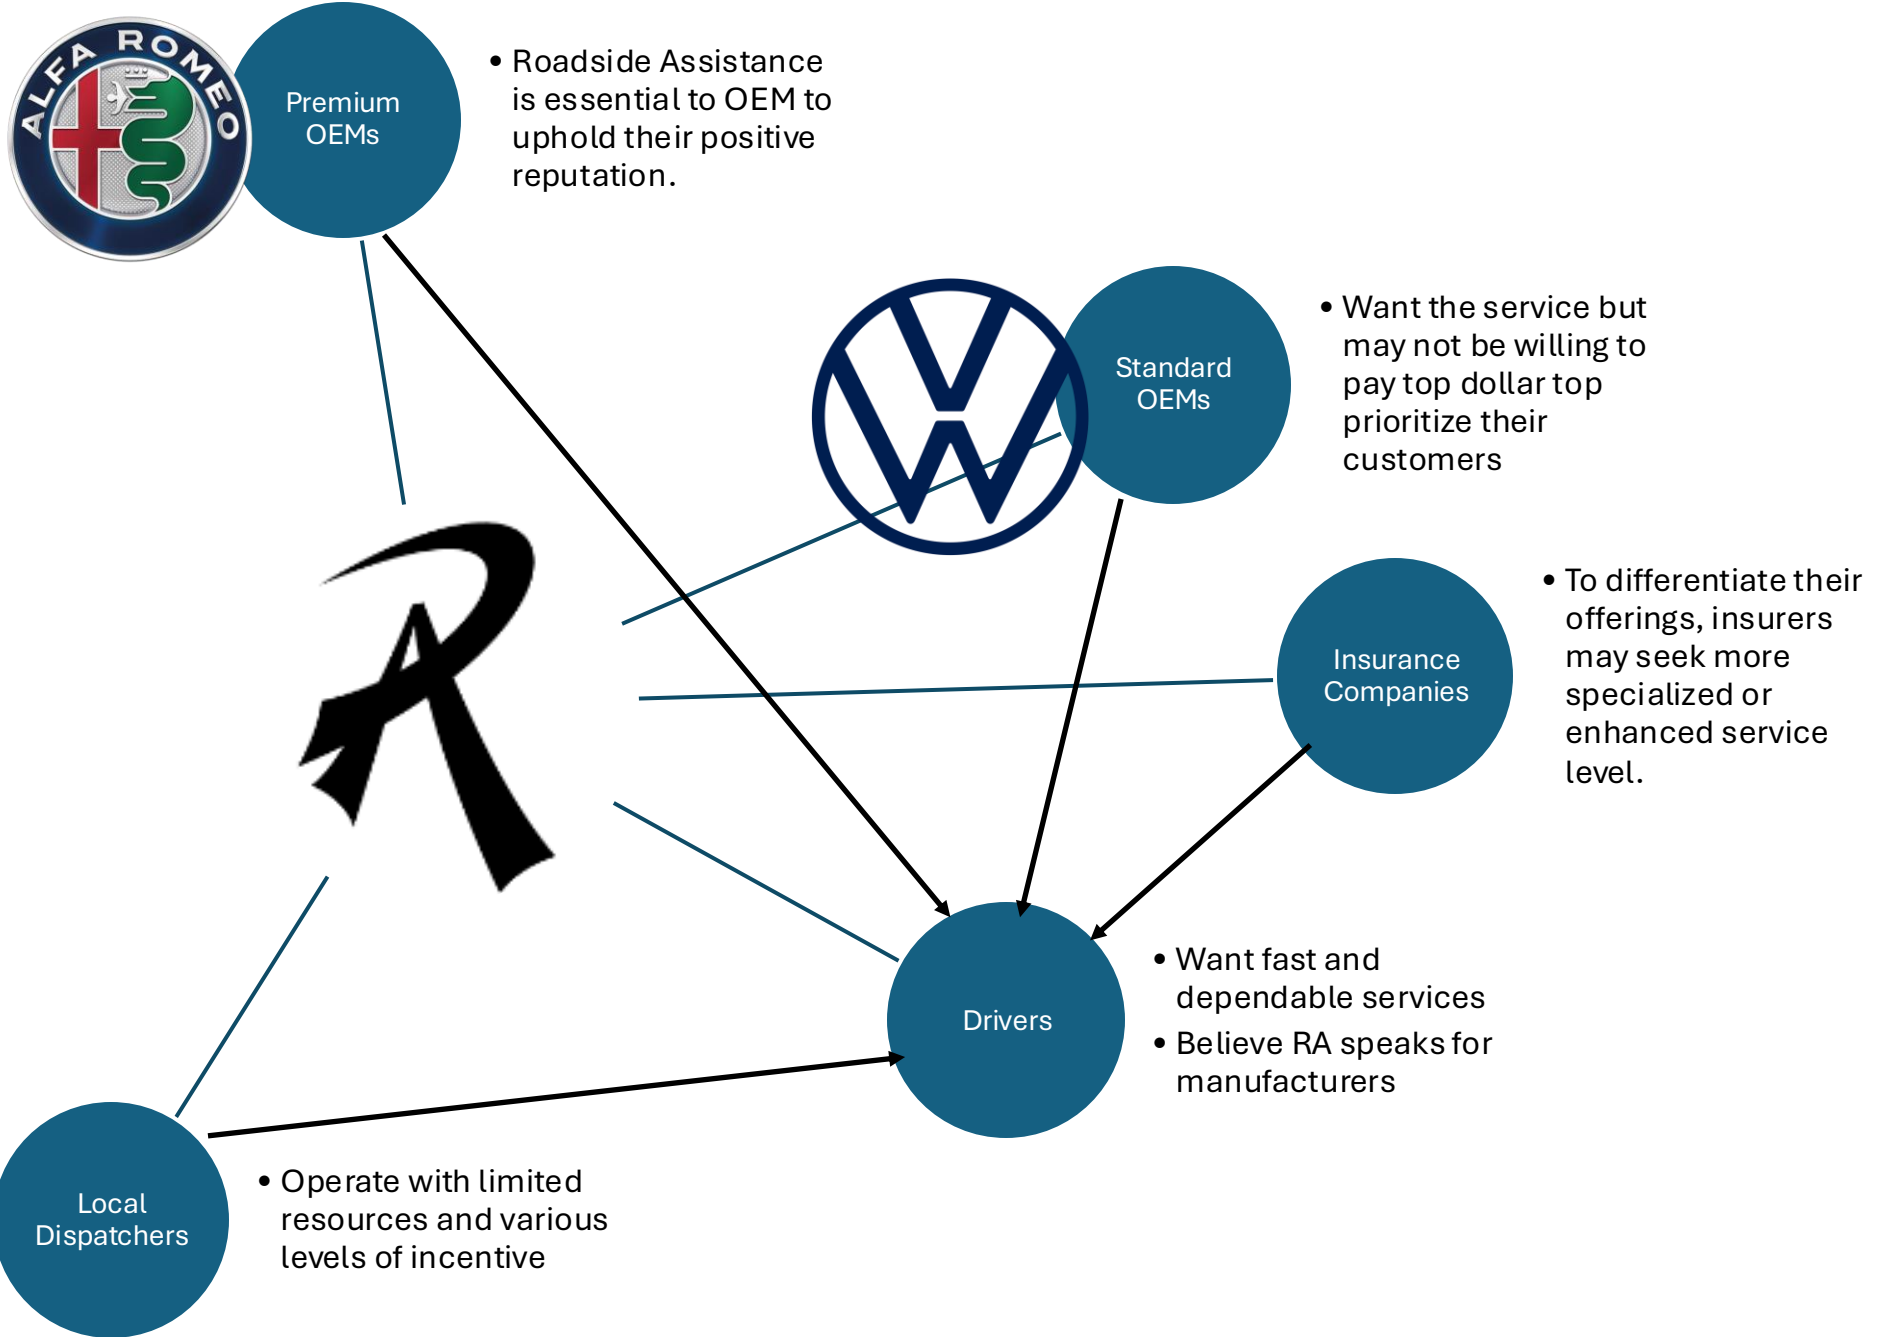 ALFA ROMEO
Premium
OEMs
• Roadside Assistance
is essential to OEM to
uphold their positive
reputation.
Standard
OEMs
• Want the service but
may not be willing to
pay top dollar top
prioritize their
customers
Insurance
Companies
• To differentiate their
offerings, insurers
may seek more
specialized or
enhanced service
level.
Drivers
• Want fast and
dependable services
• Believe RA speaks for
manufacturers
Local
Dispatchers
• Operate with limited
resources and various
levels of incentive